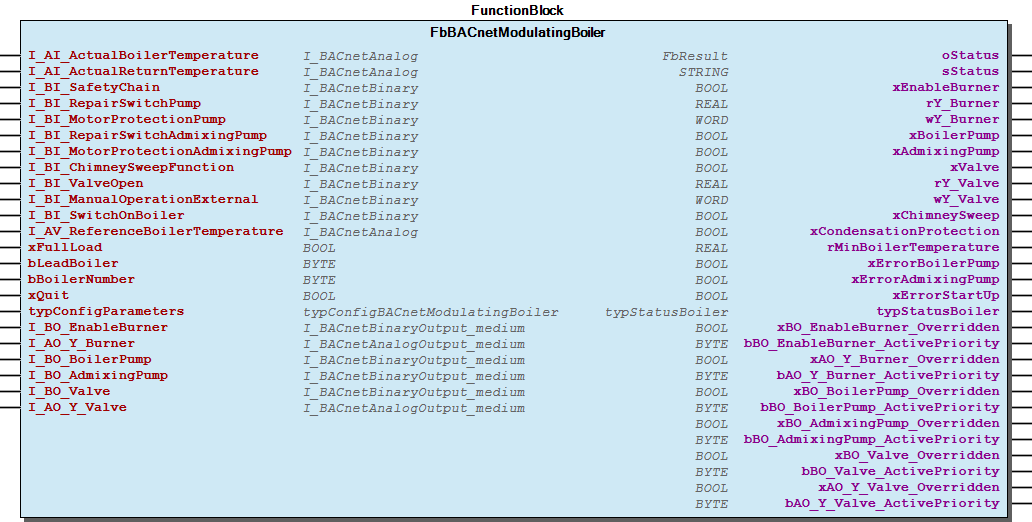 FunctionBlock
FbBACnetModulatingBoiler
I_AI_ActualBoilerTemperature I_BACnetAnalog FbResult oStatus
I_AI_ActualReturnTemperature I_BACnetAnalog STRING sStatus
I_BI_SafetyChain I_BACnetBinary BOOL xEnableBurner
I_BI_RepairSwitchPump I_BACnetBinary REAL rY_Burner
I_BI_MotorProtectionPump I_BACnetBinary WORD wY_Burner
I_BI_RepairSwitchAdmixingPump I_BACnetBinary BOOL xBoilerPump
I_BI_MotorProtectionAdmixingPump I_BACnetBinary BOOL xAdmixingPump
I_BI_ChimneySweepFunction I_BACnetBinary BOOL xValve
I_BI_ValveOpen I_BACnetBinary REAL rY_Valve
I_BI_ManualOperationExternal I_BACnetBinary WORD wY_Valve
I_BI_SwitchOnBoiler I_BACnetBinary BOOL xChimneySweep
I_AV_ReferenceBoilerTemperature I_BACnetAnalog BOOL xCondensationProtection
xFullLoad BOOL REAL rMinBoilerTemperature
bLeadBoiler BYTE BOOL xErrorBoilerPump
bBoilerNumber BYTE BOOL xErrorAdmixingPump
xQuit BOOL BOOL xErrorStartUp
typConfigParameters typConfigBACnetModulatingBoiler typStatusBoiler typStatusBoiler
I_BO_EnableBurner I_BACnetBinaryOutput_medium BOOL xBO_EnableBurner_Overridden
I_AO_Y_Burner I_BACnetAnalogOutput_medium BYTE bBO_EnableBurner_ActivePriority
I_BO_BoilerPump I_BACnetBinaryOutput_medium BOOL xAO_Y_Burner_Overridden
I_BO_AdmixingPump I_BACnetBinaryOutput_medium BYTE bAO_Y_Burner_ActivePriority
I_BO_Valve I_BACnetBinaryOutput_medium BOOL xBO_BoilerPump_Overridden
I_AO_Y_Valve I_BACnetAnalogOutput_medium BYTE bBO_BoilerPump_ActivePriority
BOOL xBO_AdmixingPump_Overridden
BYTE bBO_AdmixingPump_ActivePriority
BOOL xBO_Valve_Overridden
BYTE bBO_Valve_ActivePriority
BOOL xAO_Y_Valve_Overridden
BYTE bAO_Y_Valve_ActivePriority